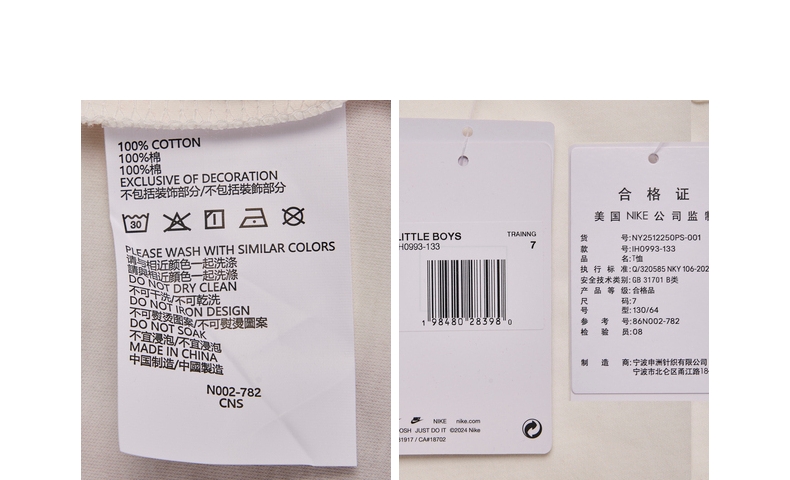 100% COTTON
100%棉
100%棉
EXCLUSIVE OF DECORATION
不包括装饰部分/不包括裝飾部分
30
PLEASE WASH WITH SIMILAR COLORS
请与相近颜色一起洗涤
請與相近顏色一起洗滌
DO NOT DRY CLEAN
不可干洗/不可乾洗
DO NOT IRON DESIGN
不可熨烫图案/不可熨燙圖案
DO NOT SOAK
不宜浸泡/不宜浸泡
MADE IN CHINA
中国制造/中國製造
N002-782
CNS
LITTLE BOYS
TRAINNG
H0993-133
7
1 98480 28398 0
NIKE nike.com
OSH JUST DO IT ©2024 Nike
31917 / CA#18702
合格证
美国 NIKE 公司监制
货号:NY2512250PS-001
款号:IH0993-133
品名:T恤
执行标准:Q/320585 NKY 106-202
安全技术类别:GB 31701 B类
产品等级:合格品
尺码:7
号型:130/64
参考号:86N002-782
检验员:08
制造商:宁波申洲针织有限公司
宁波市北仑区甬江路18